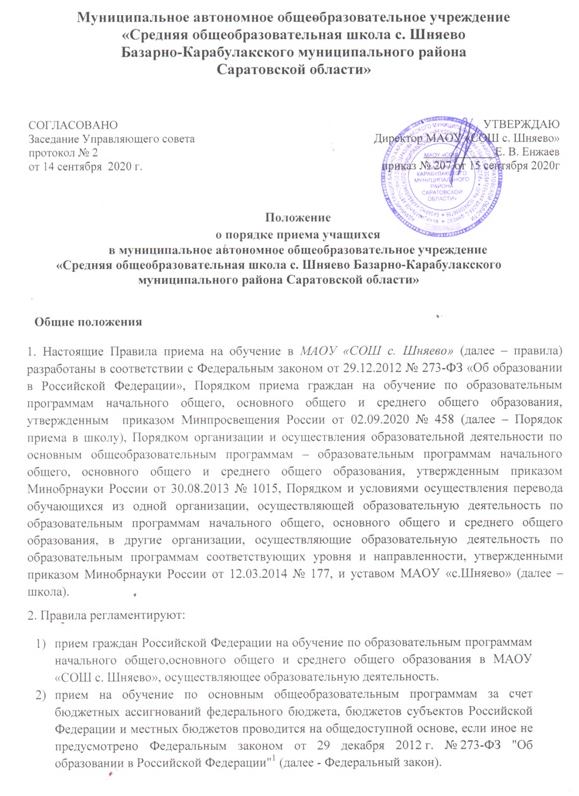 Муниципальное автономное общеобразовательное учреждение
«Средняя общеобразовательная школа с. Шняево
Базарно-Карабулакского муниципального района
Саратовской области»
СОГЛАСОВАНО
Заседание Управляющего совета
протокол № 2
от 14 сентября 2020 г.
УТВЕРЖДАЮ
Директор МАОУ «СОШ с. Шняево»
Е. В. Енжаев
приказ № 207 от 15 сентября 2020г
КАРАБУЛАКСКОГО
МУНИЦИПАЛЬНОГО
РАЙОНА
САРАТОВСКОЙ
ОБЛАСТИ»
Положение
о порядке приема учащихся
в муниципальное автономное общеобразовательное учреждение
«Средняя общеобразовательная школа с. Шняево Базарно-Карабулакского
муниципального района Саратовской области»
Общие положения
1. Настоящие Правила приема на обучение в МАОУ «СОШ с. Шняево» (далее – правила)
разработаны в соответствии с Федеральным законом от 29.12.2012 № 273-ФЗ «Об образовании
в Российской Федерации», Порядком приема граждан на обучение по образовательным
программам начального общего, основного общего и среднего общего образования,
утвержденным приказом Минпросвещения России от 02.09.2020 № 458 (далее – Порядок
приема в школу), Порядком организации и осуществления образовательной деятельности по
основным общеобразовательным программам – образовательным программам начального
общего, основного общего и среднего общего образования, утвержденным приказом
Минобрнауки России от 30.08.2013 № 1015, Порядком и условиями осуществления перевода
обучающихся из одной организации, осуществляющей образовательную деятельность по
образовательным программам начального общего, основного общего и среднего общего
образования, в другие организации, осуществляющие образовательную деятельность по
образовательным программам соответствующих уровня и направленности, утвержденными
приказом Минобрнауки России от 12.03.2014 № 177, и уставом МАОУ «с.Шняево» (далее –
школа).
2. Правила регламентируют:
1) прием граждан Российской Федерации на обучение по образовательным программам
начального общего,основного общего и среднего общего образования в МАОУ
«СОШ с. Шняево», осуществляющее образовательную деятельность.
2) прием на обучение по основным общеобразовательным программам за счет
бюджетных ассигнований федерального бюджета, бюджетов субъектов Российской
Федерации и местных бюджетов проводится на общедоступной основе, если иное не
предусмотрено Федеральным законом от 29 декабря 2012 г. № 273-ФЗ "Об
образовании в Российской Федерации"1 (далее - Федеральный закон).